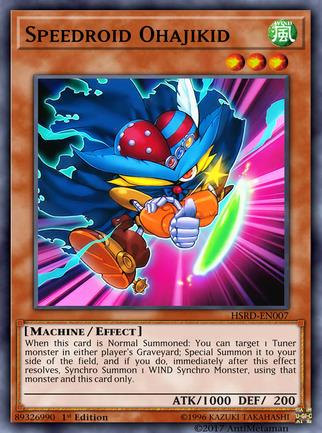 Speedroid Ohajikid
WIND
風
HSRD-EN007
[Machine / Effect]
When this card is Normal Summoned: You can target 1 Tuner
monster in either player's Graveyard; Special Summon it to your
side of the field, and if you do, immediately after this effect
resolves, Synchro Summon 1 WIND Synchro Monster, using that
monster and this card only.
ATK/1000 DEF/ 200
89326990 1st Edition ©1996 KAZUKI TAKAHASHI
©2017 AntiMetaman